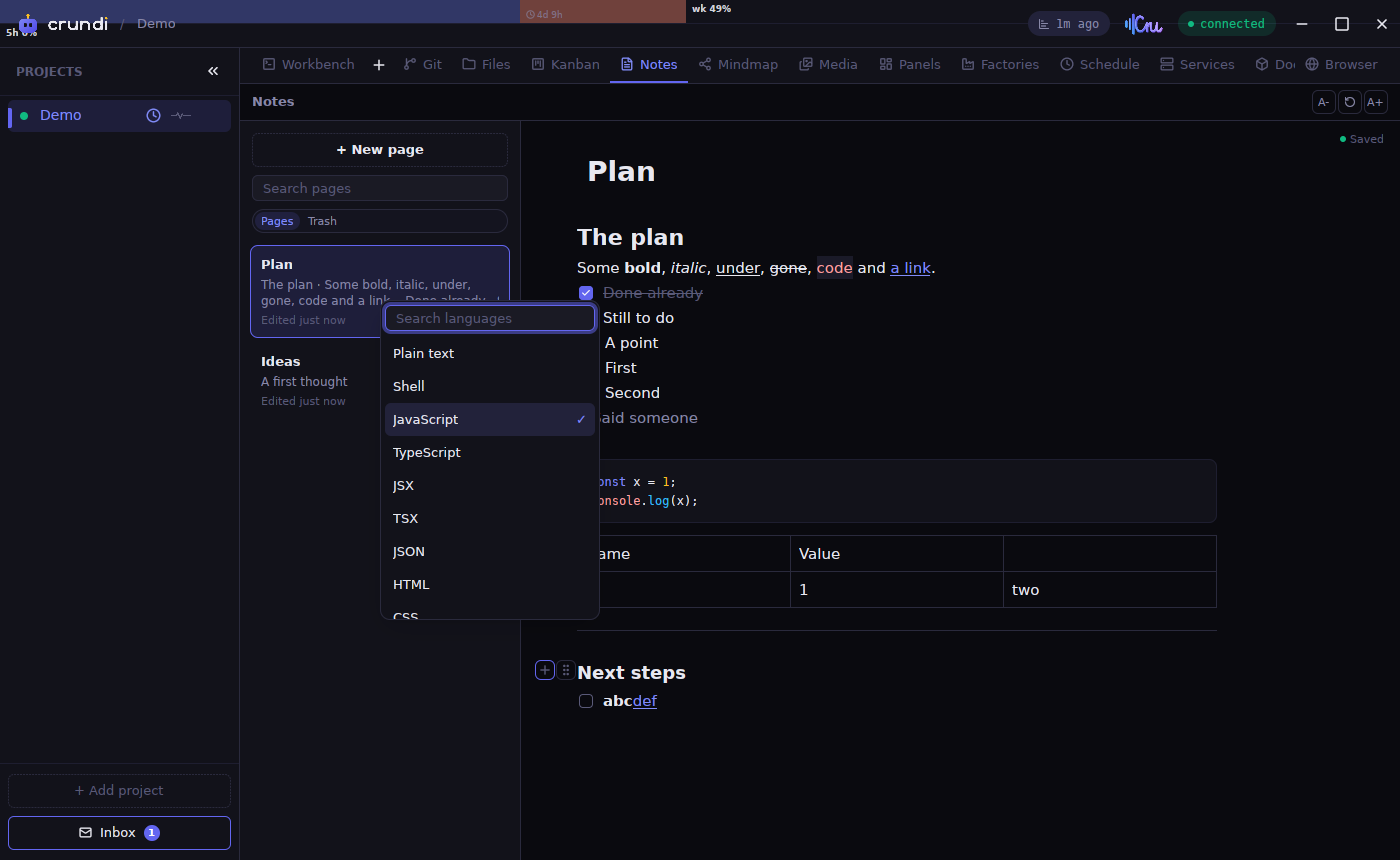 4d 9h
wk 49%
crundi / Demo
1m ago
connected
PROJECTS
Demo
+ Add project
Inbox 1
Workbench
Git
Files
Kanban
Notes
Mindmap
Media
Panels
Factories
Schedule
Services
Browser
Notes
A-
A+
+ New page
Search pages
Pages
Trash
Plan
The plan · Some bold, italic, under,
gone, code and a link
Edited just now
Ideas
A first thought
Edited just now
Search languages
Plain text
Shell
JavaScript ✓
TypeScript
JSX
TSX
JSON
HTML
CSS
Saved
Plan
The plan
Some bold, italic, under, gone, code and a link.
Done already
Still to do
A point
First
Second
aid someone
onst x = 1;
onsole.log(x);
ame
Value
1
two
Next steps
abcdef